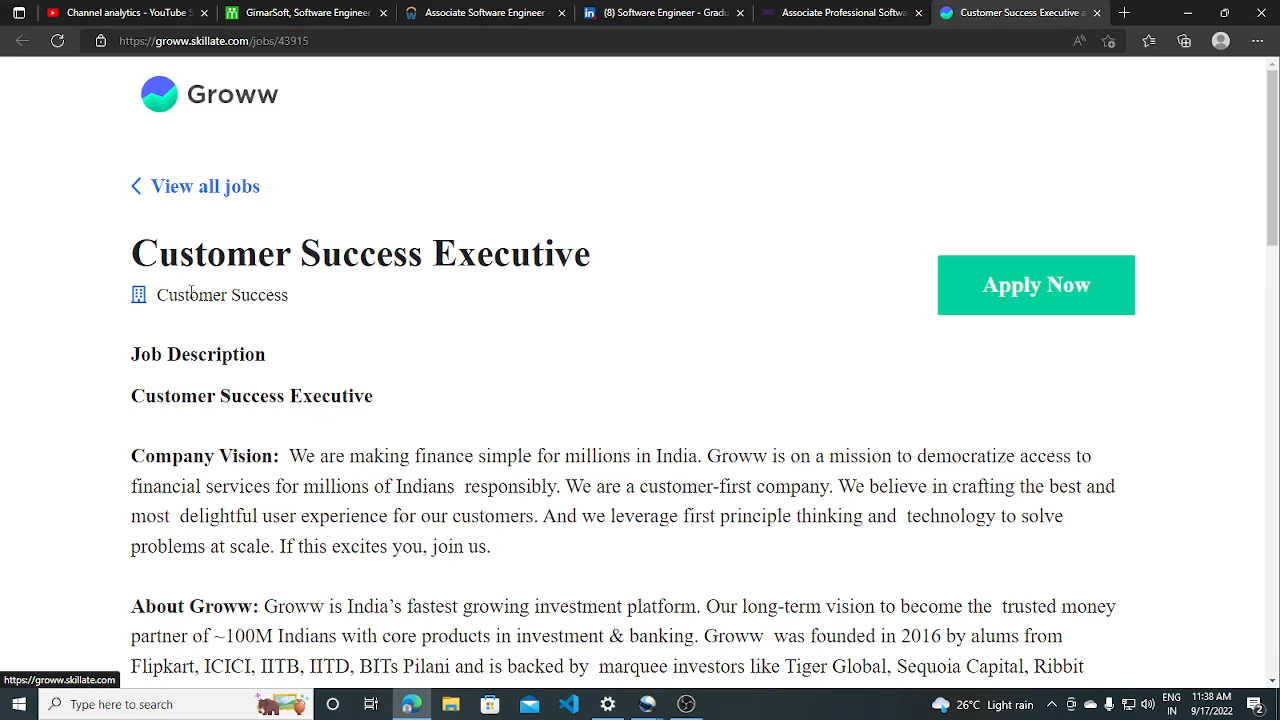 Channel analytics - YouTube S
GirnarSoft, Software Engineer
Associate Software Engineer -
(8) Software Engineer - Gradu
Associate Professional Softwa
Customer Success Executive a
https://groww.skillate.com/jobs/43915
Groww
View all jobs
Customer Success Executive
Customer Success
Apply Now
Job Description
Customer Success Executive
Company Vision: We are making finance simple for millions in India. Groww is on a mission to democratize access to
financial services for millions of Indians responsibly. We are a customer-first company. We believe in crafting the best and
most delightful user experience for our customers. And we leverage first principle thinking and technology to solve
problems at scale. If this excites you, join us.
About Groww: Groww is India’s fastest growing investment platform. Our long-term vision to become the trusted money
partner of ~100M Indians with core products in investment & banking. Groww was founded in 2016 by alums from
Flipkart, ICICI, IITB, IITD, BITs Pilani and is backed by marquee investors like Tiger Global, Sequoia Capital, Ribbit
https://groww.skillate.com
Type here to search
26°C Light rain
ENG
IN
11:38 AM
9/17/2022
2